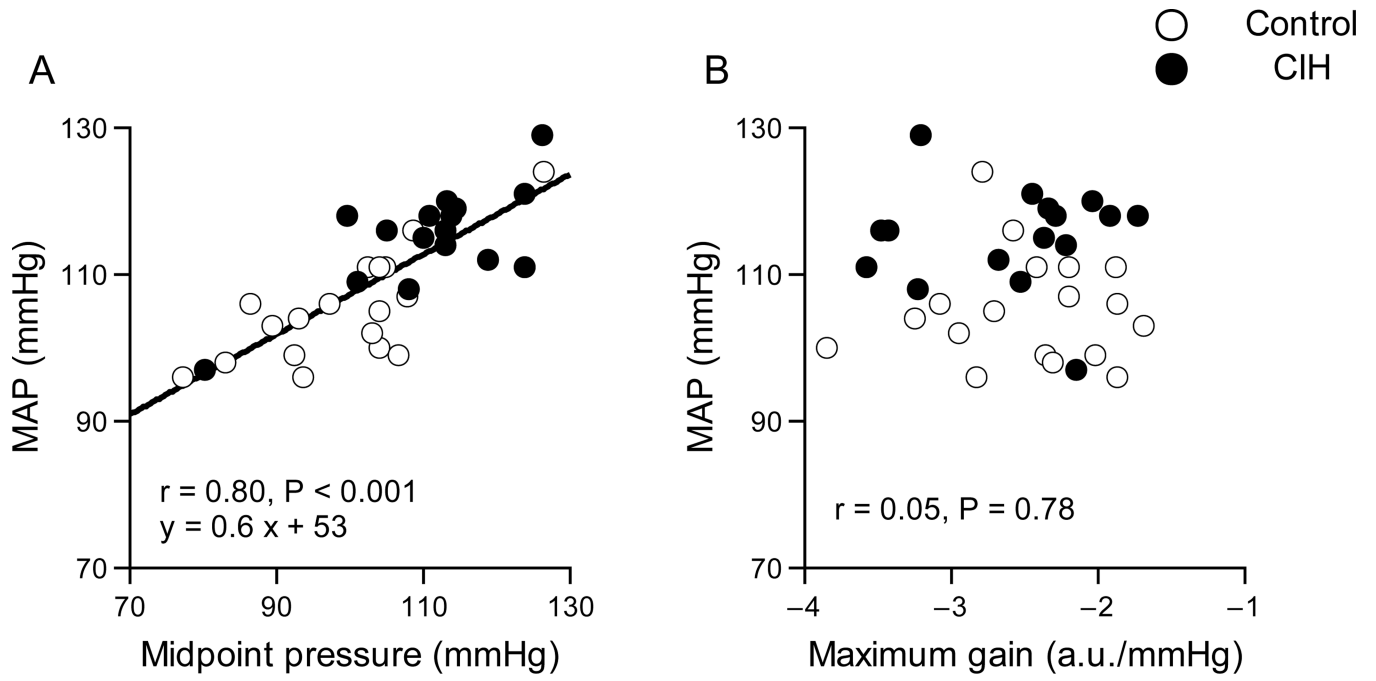 Control
CIH
A
B
130
110
90
70
MAP (mmHg)
r = 0.80, P < 0.001
y = 0.6 x + 53
70
90
110
130
Midpoint pressure (mmHg)
130
110
90
70
MAP (mmHg)
r = 0.05, P = 0.78
–4
–3
–2
–1
Maximum gain (a.u./mmHg)